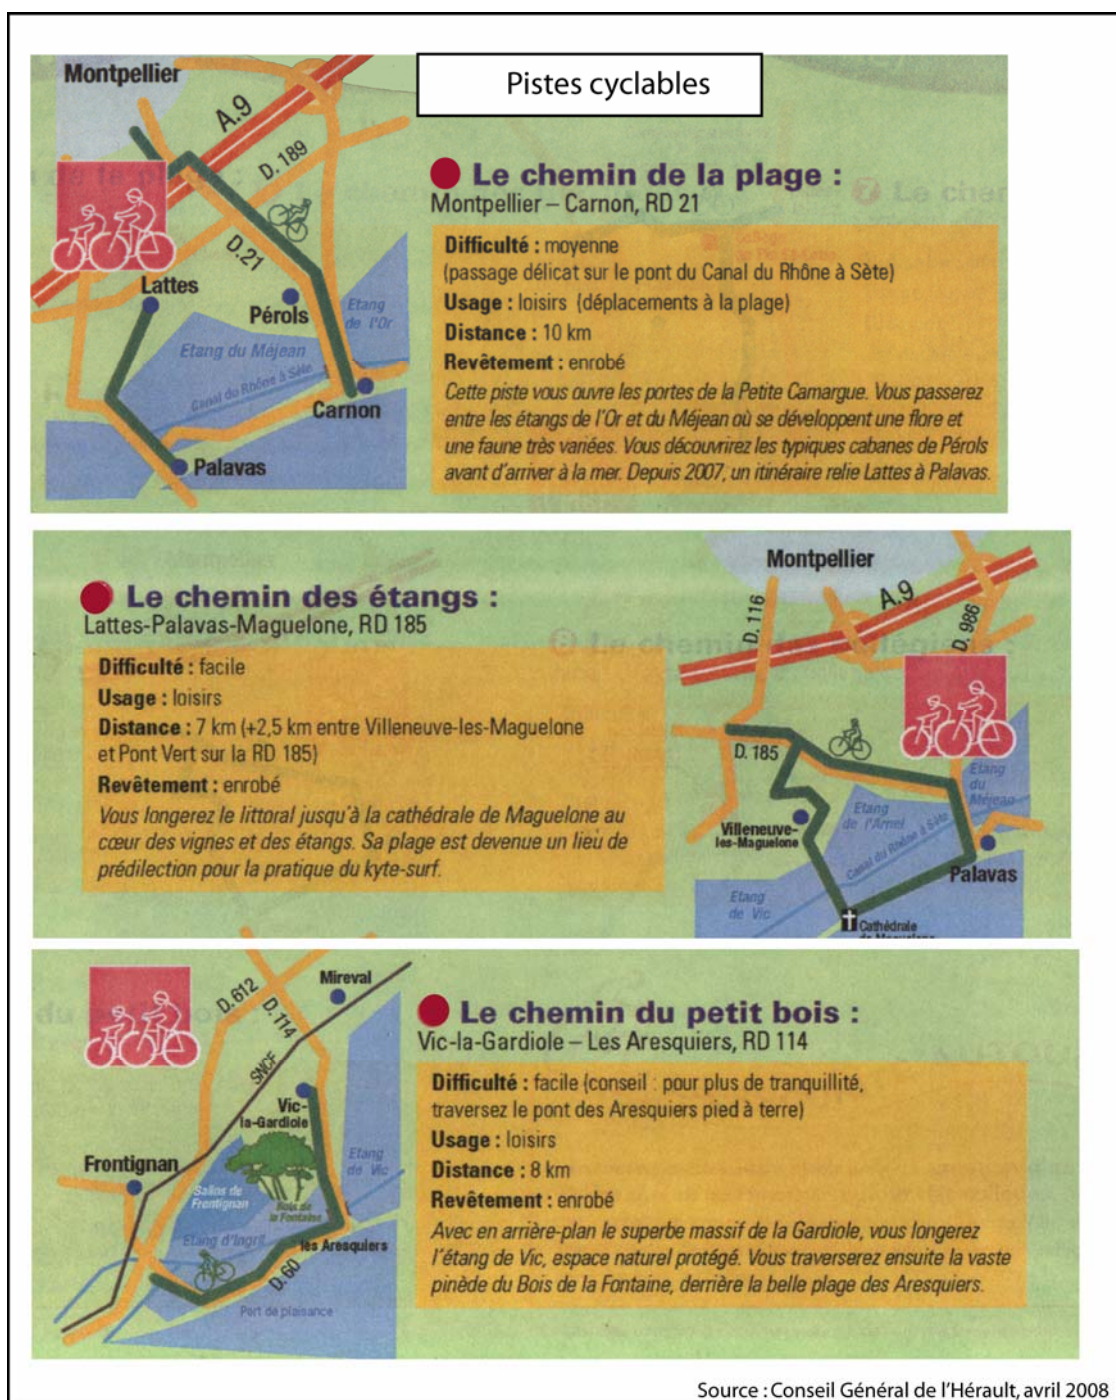 Pistes cyclables
Montpellier
A.9
D. 189
D.21
Lattes
Pérols
Etang
de l'Or
Etang du Méjean
Canal du Rhône à Sète
Carnon
Palavas
Le chemin de la plage :
Montpellier – Carnon, RD 21
Difficulté : moyenne
(passage délicat sur le pont du Canal du Rhône à Sète)
Usage : loisirs (déplacements à la plage)
Distance : 10 km
Revêtement : enrobé
Cette piste vous ouvre les portes de la Petite Camargue. Vous passerez
entre les étangs de l'Or et du Méjean où se développent une flore et
une faune très variées. Vous découvrirez les typiques cabanes de Pérols
avant d'arriver à la mer. Depuis 2007, un itinéraire relie Lattes à Palavas.
Le chemin des étangs :
Lattes-Palavas-Maguelone, RD 185
Difficulté : facile
Usage : loisirs
Distance : 7 km (+2,5 km entre Villeneuve-les-Maguelone
et Pont Vert sur la RD 185)
Revêtement : enrobé
Vous longerez le littoral jusqu'à la cathédrale de Maguelone au
cœur des vignes et des étangs. Sa plage est devenue un lieu de
prédilection pour la pratique du kyte-surf.
Montpellier
A.9
D. 116
D. 986
D. 185
Etang
du
Méjean
Etang
de l'Arnel
Villeneuve-
les-Maguelone
Canal du Rhône à Sète
Palavas
Etang
de Vic
Cathédrale
de Maguelone
Mireval
D. 612
D. 114
SNCF
Vic-
la-Gardiole
Frontignan
Etang
de Vic
Salins de
Frontignan
Bois de
la Fontaine
Etang d'Ingril
les Aresquiers
D. 60
Port de plaisance
Le chemin du petit bois :
Vic-la-Gardiole – Les Aresquiers, RD 114
Difficulté : facile (conseil : pour plus de tranquillité,
traversez le pont des Aresquiers pied à terre)
Usage : loisirs
Distance : 8 km
Revêtement : enrobé
Avec en arrière-plan le superbe massif de la Gardiole, vous longerez
l'étang de Vic, espace naturel protégé. Vous traverserez ensuite la vaste
pinède du Bois de la Fontaine, derrière la belle plage des Aresquiers.
Source : Conseil Général de l'Hérault, avril 2008